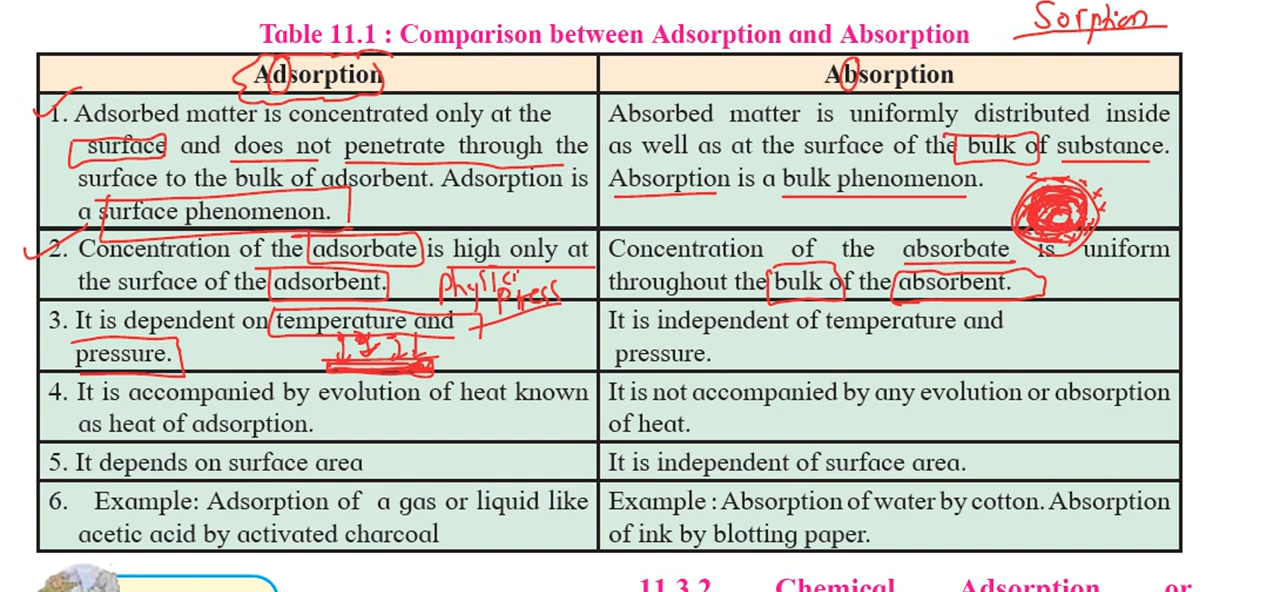 Sorption
Table 11.1 : Comparison between Adsorption and Absorption
Adsorption
Absorption
1. Adsorbed matter is concentrated only at the
surface and does not penetrate through the
surface to the bulk of adsorbent. Adsorption is
a surface phenomenon.
Absorbed matter is uniformly distributed inside
as well as at the surface of the bulk of substance.
Absorption is a bulk phenomenon.
2. Concentration of the adsorbate is high only at
the surface of the adsorbent.
Concentration of the absorbate is uniform
throughout the bulk of the absorbent.
3. It is dependent on temperature and
pressure.
press
It is independent of temperature and
pressure.
4. It is accompanied by evolution of heat known
as heat of adsorption.
It is not accompanied by any evolution or absorption
of heat.
5. It depends on surface area
It is independent of surface area.
6. Example: Adsorption of a gas or liquid like
acetic acid by activated charcoal
Example : Absorption of water by cotton. Absorption
of ink by blotting paper.
11.3.2 Chemical Adsorption or